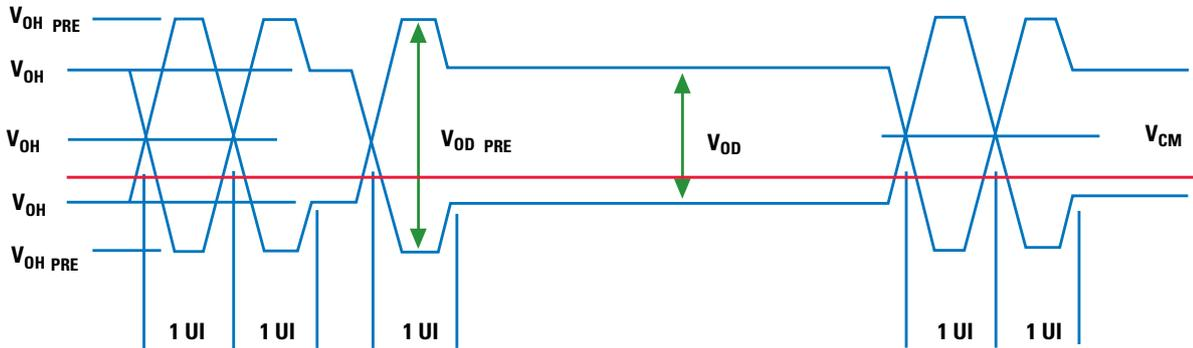 VOH PRE
VOH
VOH
VOH
VOH PRE
VOD PRE
VOD
VCM
1 UI
1 UI
1 UI
1 UI
1 UI